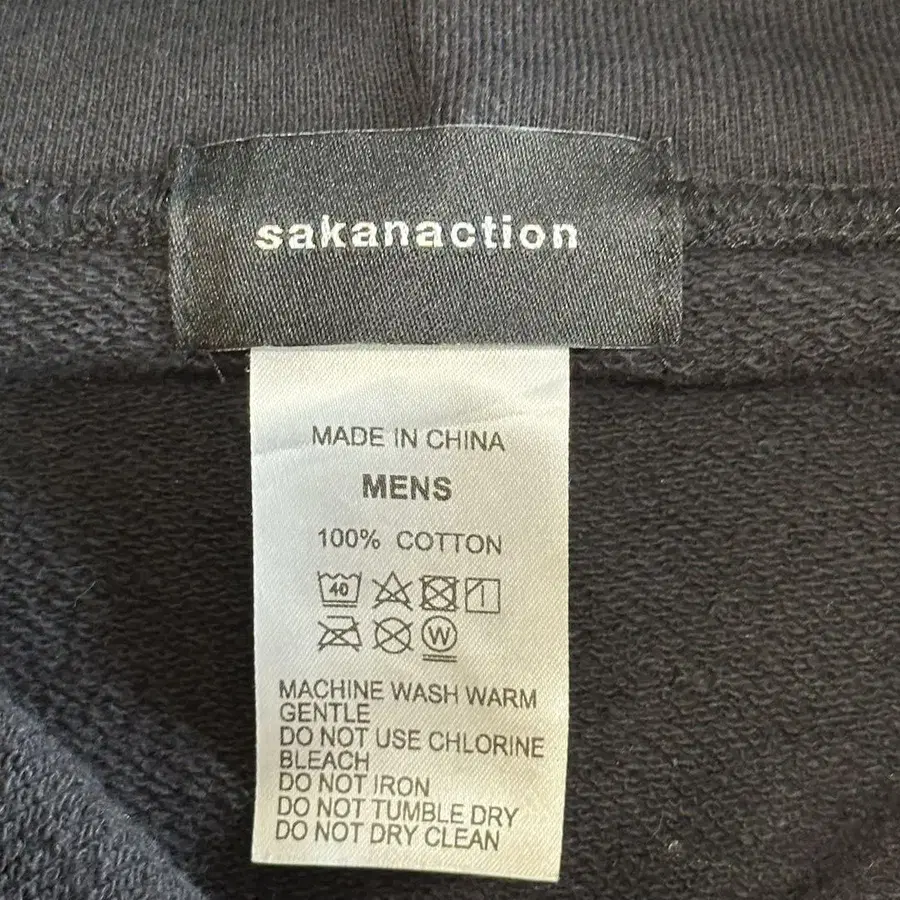 sakanaction
MADE IN CHINA
MENS
100% COTTON
40
W
MACHINE WASH WARM
GENTLE
DO NOT USE CHLORINE
BLEACH
DO NOT IRON
DO NOT TUMBLE DRY
DO NOT DRY CLEAN